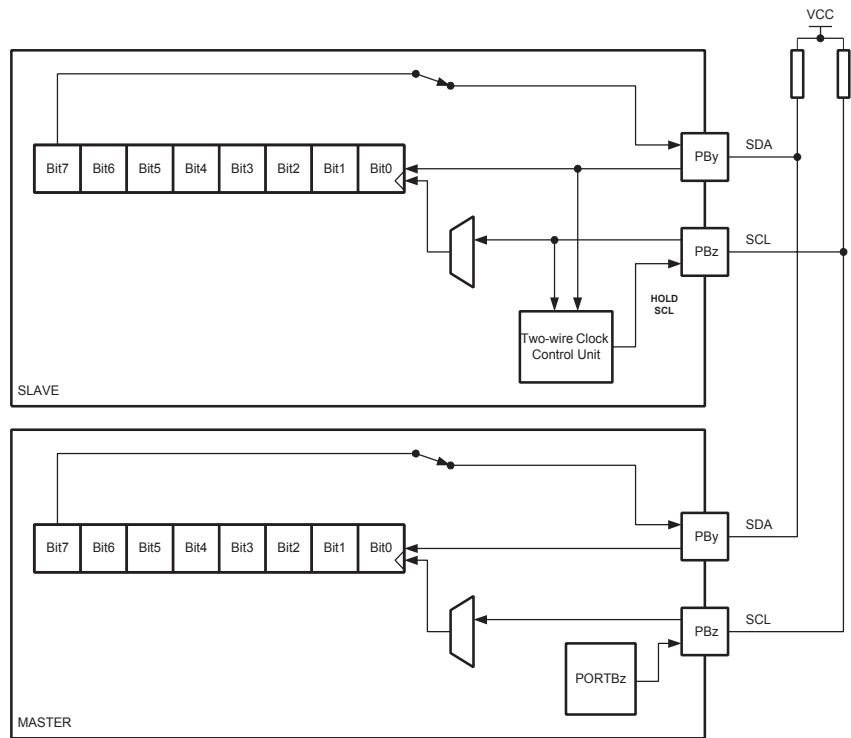 VCC
Bit7 Bit6 Bit5 Bit4 Bit3 Bit2 Bit1 Bit0
PBy
SDA
PBz
SCL
HOLD
SCL
Two-wire Clock
Control Unit
SLAVE
Bit7 Bit6 Bit5 Bit4 Bit3 Bit2 Bit1 Bit0
PBy
SDA
PBz
SCL
PORTBz
MASTER